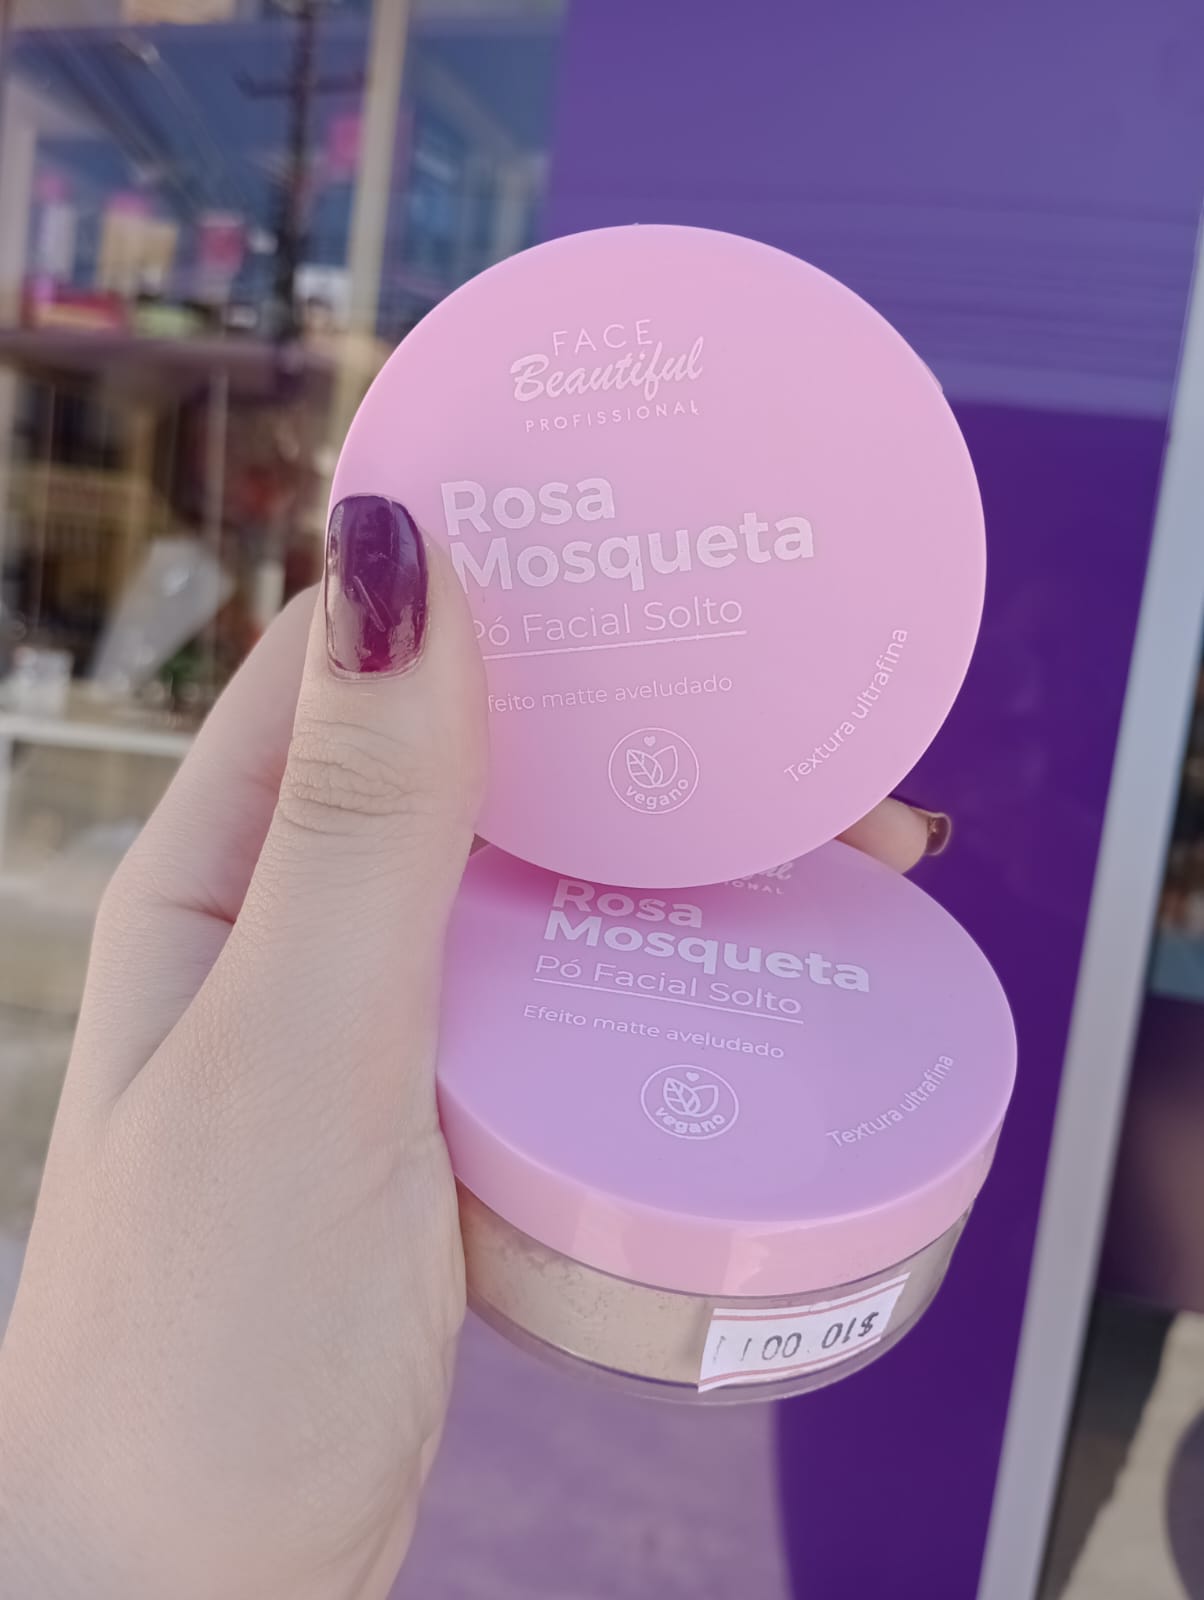 FACE
Beautiful
PROFISSIONAL
Rosa
Mosqueta
Pó Facial Solto
feito matte aveludado
vegano
Textura ultrafina
Rosa
Mosqueta
Pó Facial Solto
Efeito matte aveludado
vegano
Textura ultrafina
$10 00